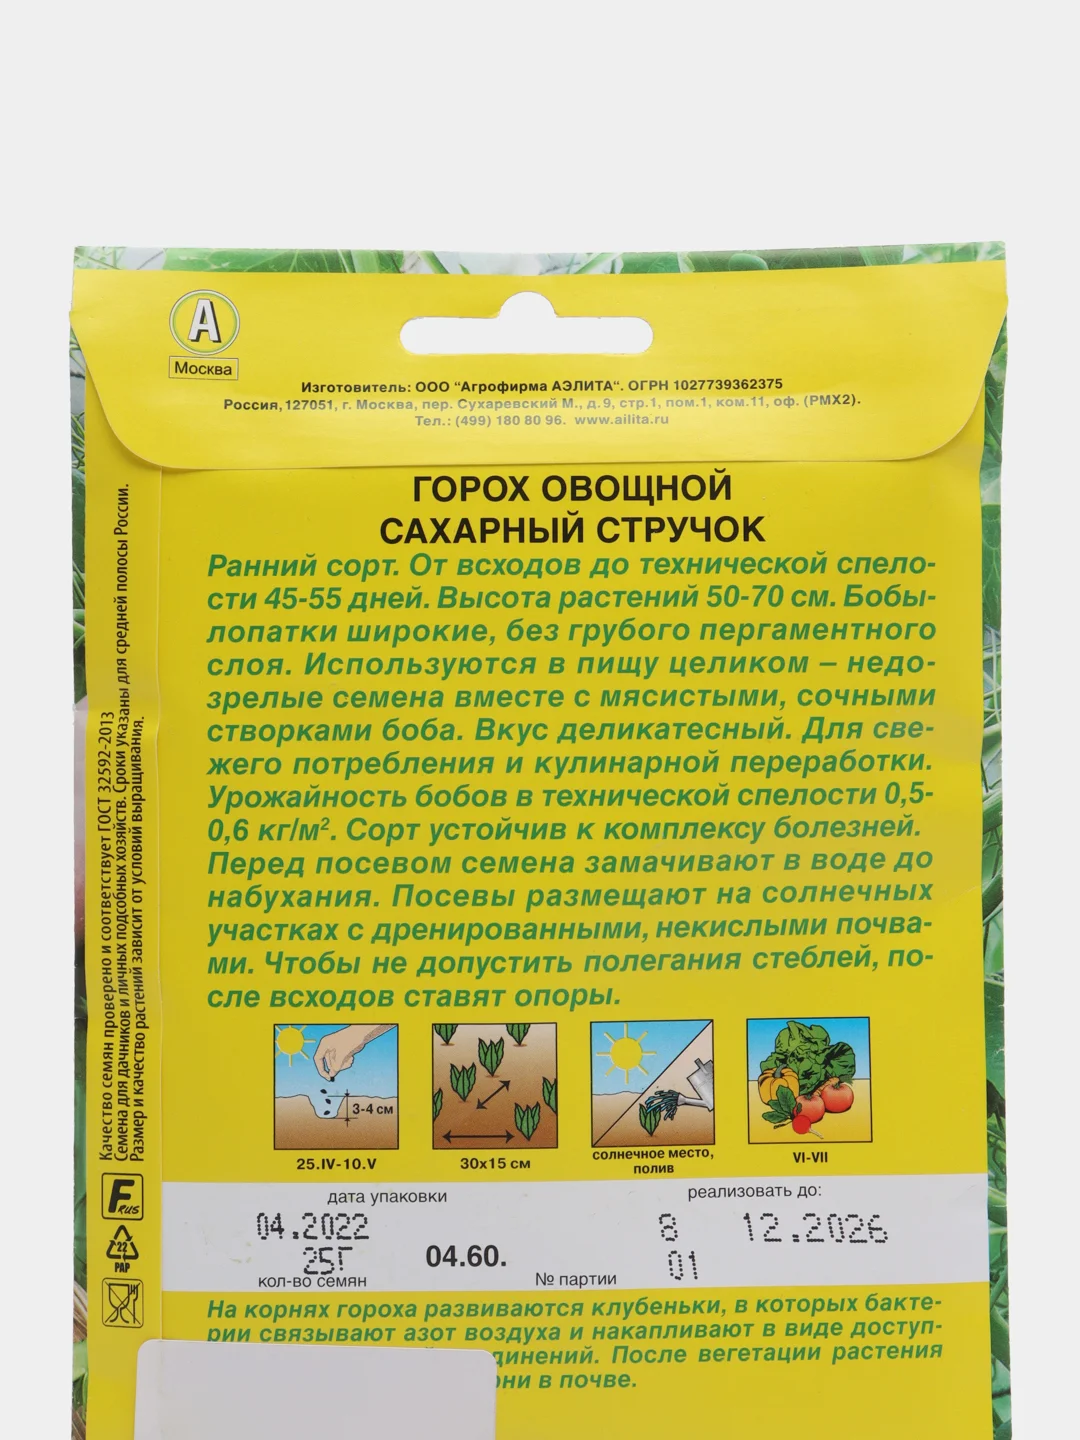 А
Москва
Изготовитель: ООО "Агрофирма АЭЛИТА". ОГРН 1027739362375
Россия,127051, г. Москва, пер. Сухаревский М., д.9, стр.1, пом.1, ком.11, оф. (РМХ2).
Тел.: (499) 180 80 96. www.ailita.ru
ГОРОХ ОВОЩНОЙ
САХАРНЫЙ СТРУЧОК
Ранний сорт. От всходов до технической спело-
сти 45-55 дней. Высота растений 50-70 см. Бобы-
лопатки широкие, без грубого пергаментного
слоя. Используются в пищу целиком – недо-
зрелые семена вместе с мясистыми, сочными
створками боба. Вкус деликатесный. Для све-
жего потребления и кулинарной переработки.
Урожайность бобов в технической спелости 0,5-
0,6 кг/м². Сорт устойчив к комплексу болезней.
Перед посевом семена замачивают в воде до
набухания. Посевы размещают на солнечных
участках с дренированными, некислыми почва-
ми. Чтобы не допустить полегания стеблей, по-
сле всходов ставят опоры.
3-4 см
25.IV-10.V
30x15 см
солнечное место,
полив
VI-VII
дата упаковки
реализовать до:
04.2022
8 12.2026
25Г
04.60.
01
кол-во семян
№ партии
На корнях гороха развиваются клубеньки, в которых бакте-
рии связывают азот воздуха и накапливают в виде доступ-
динений. После вегетации растения
в почве.
Качество семян проверено и соответствует ГОСТ 32592-2013
Семена для дачников и личных подсобных хозяйств. Сроки указаны для средней полосы России.
Размер и качество растений зависит от условий выращивания.
F RUS
22
PAP